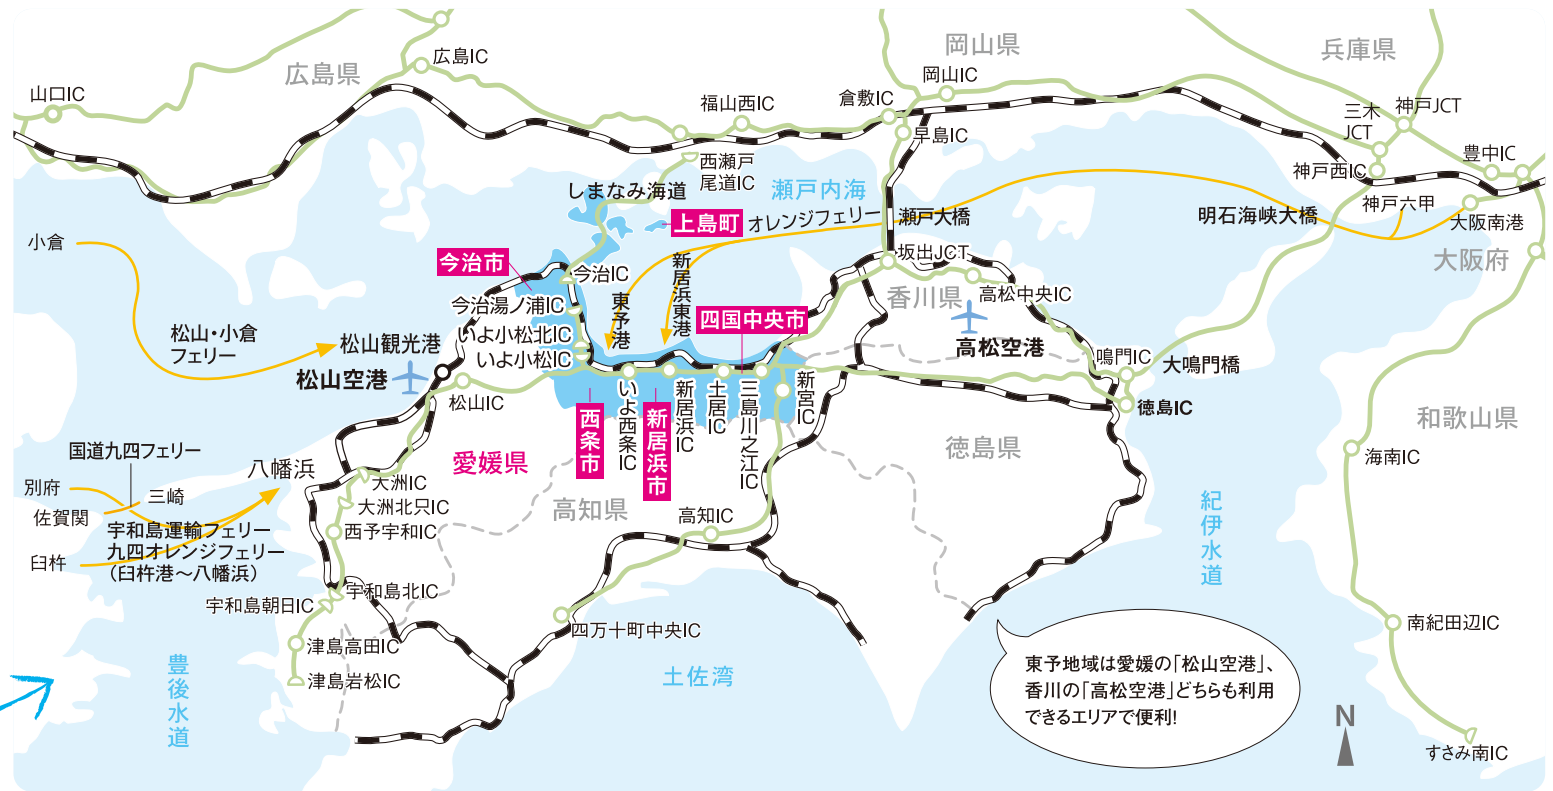 広島県
広島IC
山口IC
岡山県
岡山IC
兵庫県
倉敷IC
福山西IC
早島IC
三木
JCT
神戸JCT
神戸西IC
豊中IC
西瀬戸
尾道IC
しまなみ海道
瀬戸内海
上島町
オレンジフェリー
瀬戸大橋
明石海峡大橋
神戸六甲
大阪南港
大阪府
小倉
今治市
今治IC
新居浜東港
坂出JCT
香川県
高松中央IC
今治湯ノ浦IC
東予港
四国中央市
松山・小倉
フェリー
松山観光港
いよ小松北IC
いよ小松IC
高松空港
鳴門IC
大鳴門橋
松山空港
松山IC
西条市
いよ西条IC
新居浜市
新居浜IC
土居IC
三島川之江IC
新宮IC
徳島IC
和歌山県
徳島県
海南IC
国道九四フェリー
八幡浜
愛媛県
大洲IC
別府
三崎
佐賀関
大洲北只IC
高知県
高知IC
紀伊水道
宇和島運輸フェリー
九四オレンジフェリー
（臼杵港～八幡浜）
西予宇和IC
臼杵
宇和島北IC
宇和島朝日IC
四万十町中央IC
南紀田辺IC
津島高田IC
津島岩松IC
豊後水道
土佐湾
東予地域は愛媛の「松山空港」、
香川の「高松空港」どちらも利用
できるエリアで便利!
N
すさみ南IC